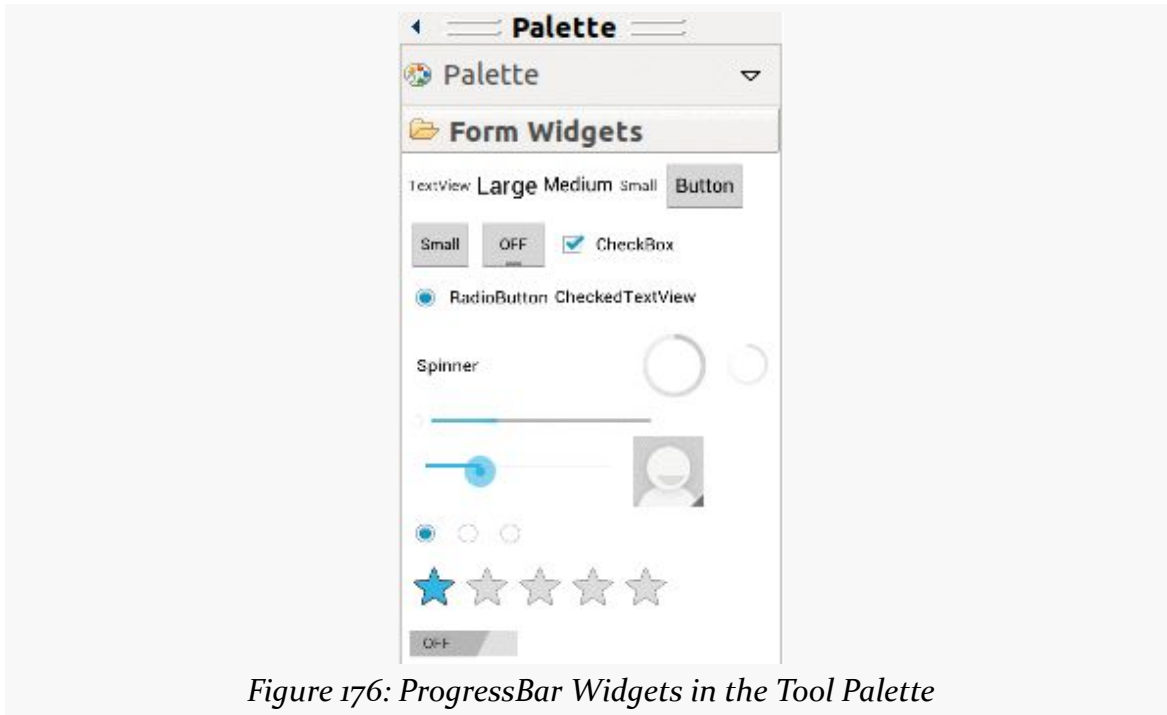 Palette
Palette
Form Widgets
TextView Large Medium Small Button
Small OFF CheckBox
RadioButton CheckedTextView
Spinner
OFF
Figure 176: ProgressBar Widgets in the Tool Palette